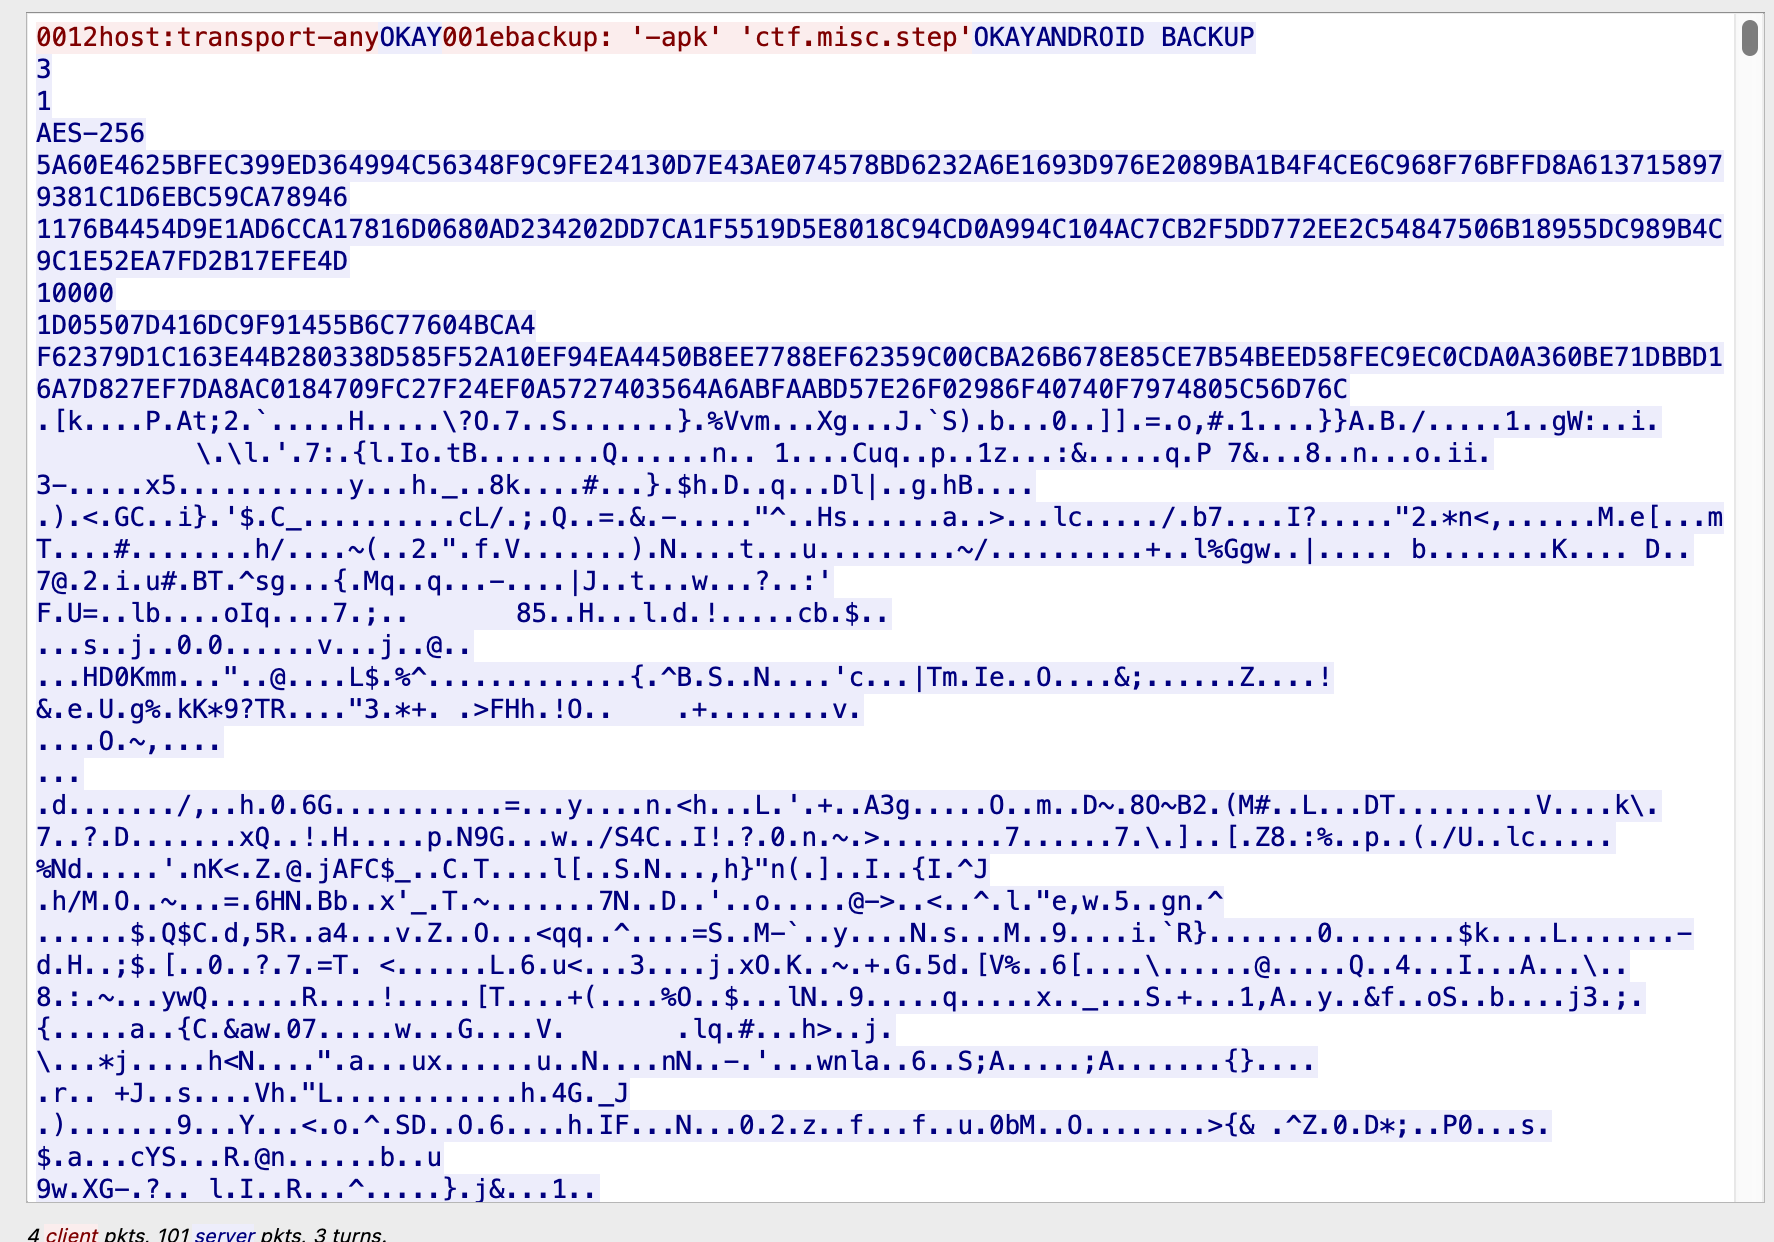 0012host:transport-anyOKAY001ebackup: '-apk' 'ctf.misc.step'OKAYANDROID BACKUP
3
1
AES-256
5A60E4625BFEC399ED364994C56348F9C9FE24130D7E43AE074578BD6232A6E1693D976E2089BA1B4F4CE6C968F76BFFD8A613715897
9381C1D6EBC59CA78946
1176B4454D9E1AD6CCA17816D0680AD234202DD7CA1F5519D5E8018C94CD0A994C104AC7CB2F5DD772EE2C54847506B18955DC989B4C
9C1E52EA7FD2B17EFE4D
10000
1D05507D416DC9F91455B6C77604BCA4
F62379D1C163E44B280338D585F52A10EF94EA4450B8EE7788EF62359C00CBA26B678E85CE7B54BEED58FEC9EC0CDA0A360BE71DBBD1
6A7D827EF7DA8AC0184709FC27F24EF0A5727403564A6ABFAABD57E26F02986F40740F7974805C56D76C
.[k....P.At;2.`.....H.....\?O.7..S.......}.%Vvm...Xg...J.`S).b...0..]].=.o,#.1....}}A.B./.....1..gW:..i.
\.\l.'.7:.{l.Io.tB........Q......n.. 1....Cuq..p..1z...:&.....q.P 7&...8..n...o.ii.
3-.....x5...........y...h._..8k....#...}.$h.D..q...Dl|..g.hB....
.).<.GC..i}.'$.C_..........cL/.;.Q..=.&.-....."^..Hs......a..>...lc...../.b7....I?....."2.*n<,......M.e[...m
T....#........h/....~(..2.".f.V.......).N....t...u.........~/..........+..l%Ggw..|..... b........K.... D..
7@.2.i.u#.BT.^sg...{.Mq..q...-....|J..t...w...?..:'
F.U=..lb....oIq....7.;..       85..H...l.d.!.....cb.$..
...s..j..0.0......v...j..@..
...HD0Kmm..."..@....L$.%^.............{.^B.S..N....'c...|Tm.Ie..O....&;......Z....!
&.e.U.g%.kK*9?TR...."3.*+. .>FHh.!O..    .+........v.
....O.~,....
...
.d......./,..h.0.6G...........=...y....n.<h...L.'.+..A3g.....O..m..D~.8O~B2.(M#..L...DT.........V....k\.
7..?.D.......xQ..!.H.....p.N9G...w../S4C..I!.?.0.n.~.>........7......7.\.]..[.Z8.:%..p..(./U..lc.....
%Nd.....'.nK<.Z.@.jAFC$_..C.T....l[..S.N...,h}"n(.]..I..{I.^J
.h/M.O..~...=.6HN.Bb..x'_.T.~.......7N..D..'..o.....@->..<..^.l."e,w.5..gn.^
......$.Q$C.d,5R..a4...v.Z..O...<qq..^....=S..M-`..y....N.s...M..9....i.`R}.......0........$k....L.......-
d.H..;$.[..0..?.7.=T. <......L.6.u<...3....j.xO.K..~.+.G.5d.[V%..6[....\......@.....Q..4...I...A...\..
8.:.~...ywQ......R....!.....[T....+(....%O..$...lN..9.....q.....x.._...S.+...1,A..y..&f..oS..b....j3.;.
{.....a..{C.&aw.07.....w...G....V.       .lq.#...h>..j.
\...*j.....h<N....".a...ux......u..N....nN..-.'...wnla..6..S;A.....;A.......{}....
.r.. +J..s....Vh."L............h.4G._J
.).......9...Y...<.o.^.SD..O.6....h.IF...N...0.2.z..f...f..u.0bM..O........>{& .^Z.0.D*;..P0...s.
$.a...cYS...R.@n......b..u
9w.XG-.?.. l.I..R...^.....}.j&...1..
4 client pkts, 101 server pkts, 3 turns.